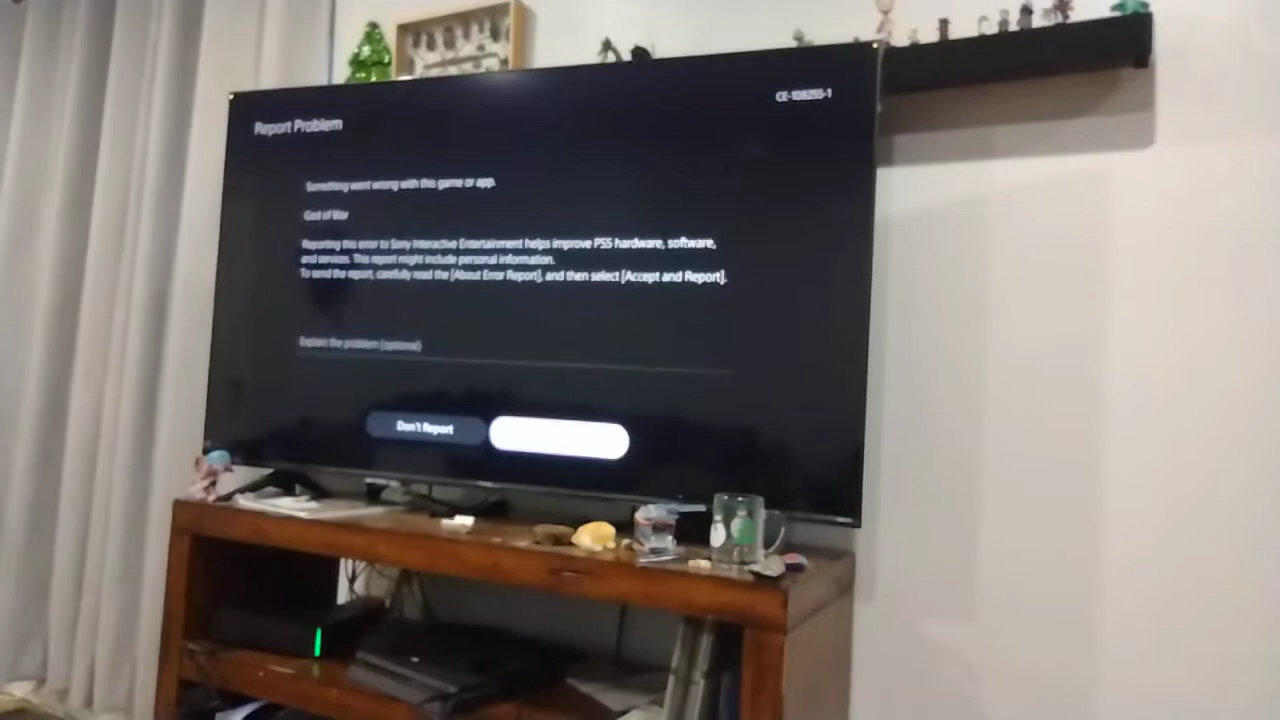 CE-108255-1
Report Problem
Something went wrong with this game or app.
God of War
Reporting this error to Sony Interactive Entertainment helps improve PS5 hardware, software,
and services. This report might include personal information.
To send the report, carefully read the [About Error Report], and then select [Accept and Report].
Explain the problem (optional)
Don't Report